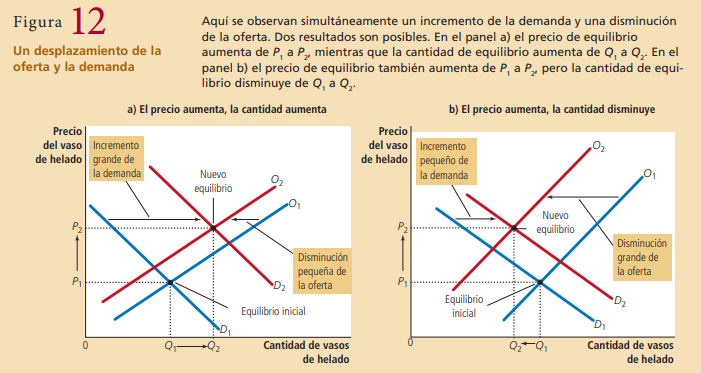 Figura 12
Un desplazamiento de la
oferta y la demanda
Aquí se observan simultáneamente un incremento de la demanda y una disminución
de la oferta. Dos resultados son posibles. En el panel a) el precio de equilibrio
aumenta de P₁ a P₂, mientras que la cantidad de equilibrio aumenta de Q₁ a Q₂. En el
panel b) el precio de equilibrio también aumenta de P₁ a P₂, pero la cantidad de equi-
librio disminuye de Q₁ a Q₂.
a) El precio aumenta, la cantidad aumenta
Precio
del vaso
de helado
Incremento
grande de
la demanda
Nuevo
equilibrio
O₂
O₁
P₂
Disminución
pequeña de
la oferta
P₁
D₂
Equilibrio inicial
D₁
0
Q₁
Q₂
Cantidad de vasos
de helado
b) El precio aumenta, la cantidad disminuye
Precio
del vaso
de helado
Incremento
pequeño de
la demanda
O₂
O₁
Nuevo
equilibrio
P₂
Disminución
grande de
la oferta
P₁
Equilibrio
inicial
D₂
D₁
0
Q₂
Q₁
Cantidad de vasos
de helado